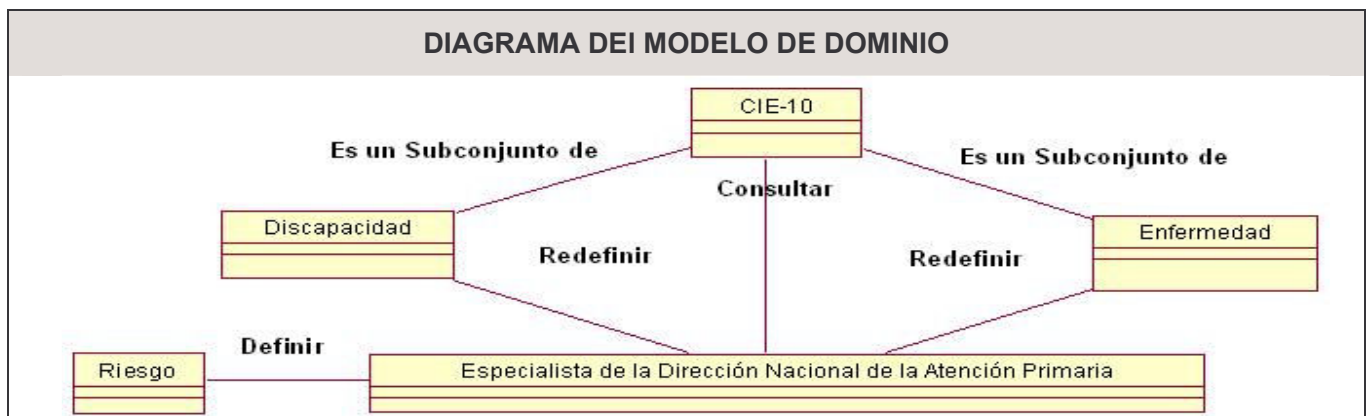 DIAGRAMA DEl MODELO DE DOMINIO
CIE-10
Es un Subconjunto de
Es un Subconjunto de
Consultar
Discapacidad
Enfermedad
Redefinir
Redefinir
Definir
Riesgo
Especialista de la Dirección Nacional de la Atención Primaria